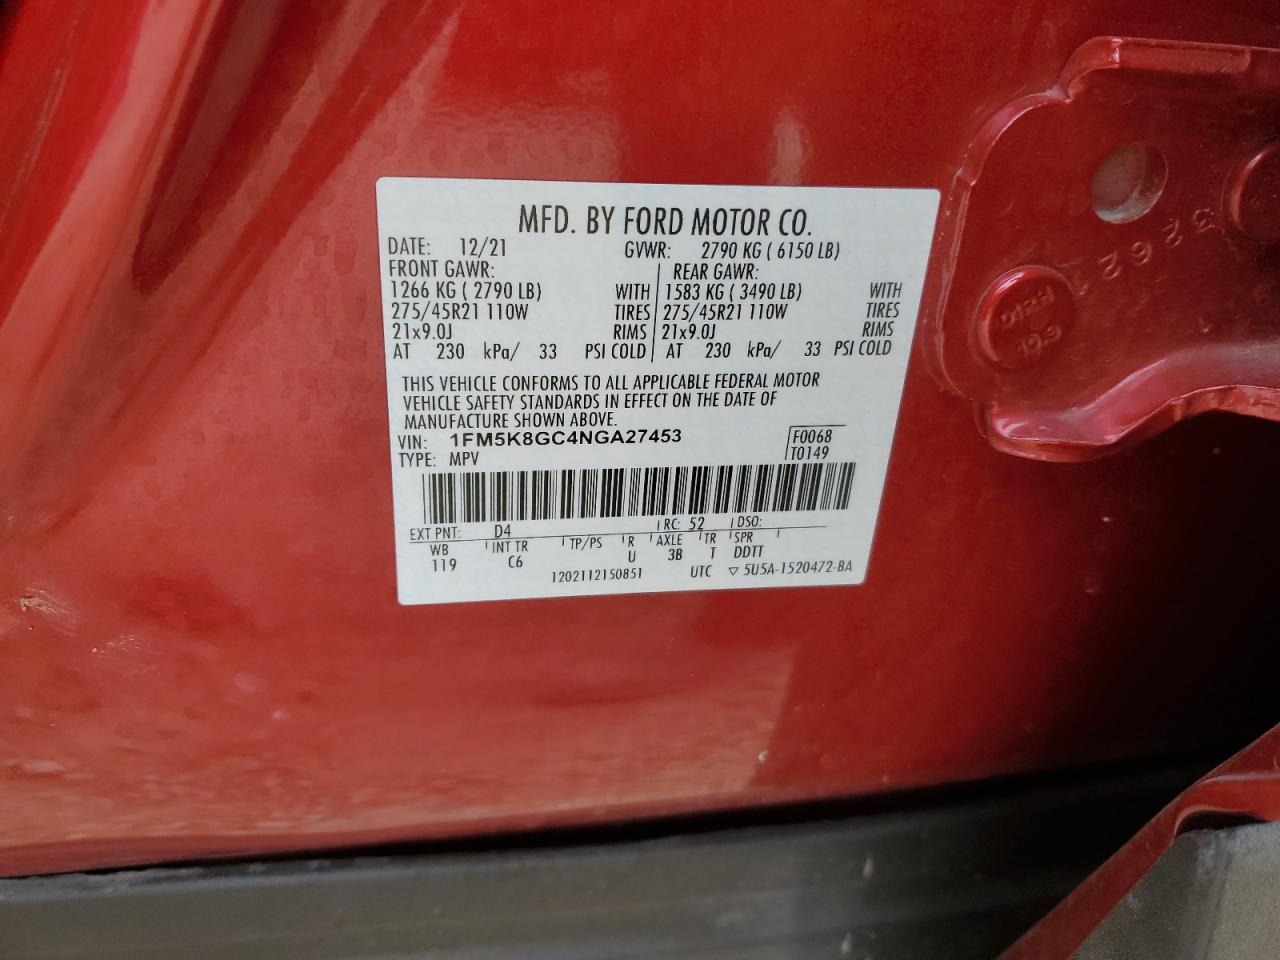 MFD. BY FORD MOTOR CO.
DATE: 12/21 GVWR: 2790 KG ( 6150 LB)
FRONT GAWR: REAR GAWR:
1266 KG ( 2790 LB) WITH 1583 KG ( 3490 LB) WITH
275/45R21 110W TIRES 275/45R21 110W TIRES
21x9.0J RIMS 21x9.0J RIMS
AT 230 kPa/ 33 PSI COLD AT 230 kPa/ 33 PSI COLD
THIS VEHICLE CONFORMS TO ALL APPLICABLE FEDERAL MOTOR
VEHICLE SAFETY STANDARDS IN EFFECT ON THE DATE OF
MANUFACTURE SHOWN ABOVE.
VIN: 1FM5K8GC4NGA27453 F0068
TYPE: MPV T0149
EXT PNT: D4 RC: 52 DSO:
WB INT TR TP/PS R AXLE TR SPR
119 C6 U 3B T DDTT
1202112150851 UTC ▽ 5U5A-1520472-BA
32621